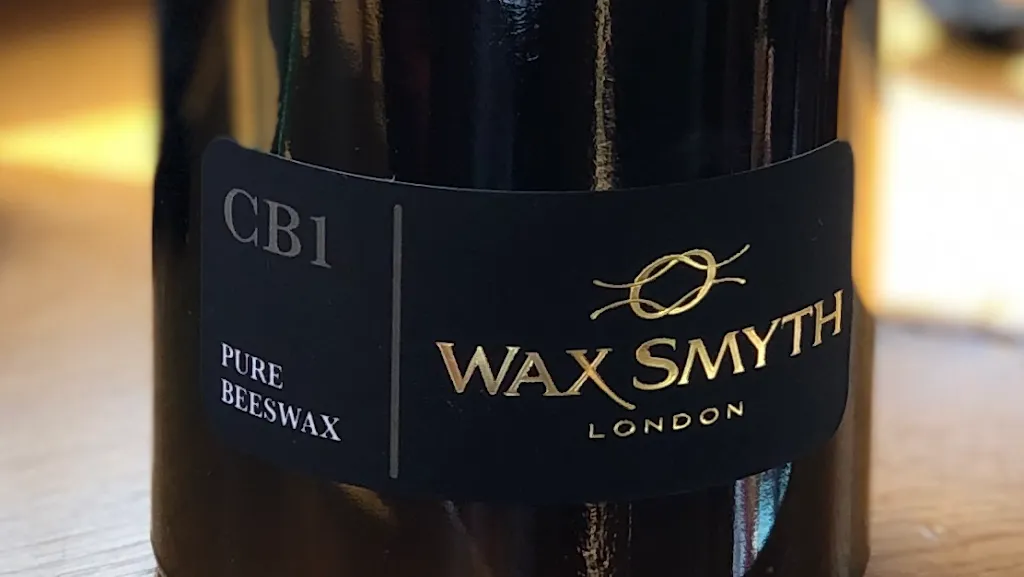 CB1
PURE
BEESWAX
WAX SMYTH
LONDON